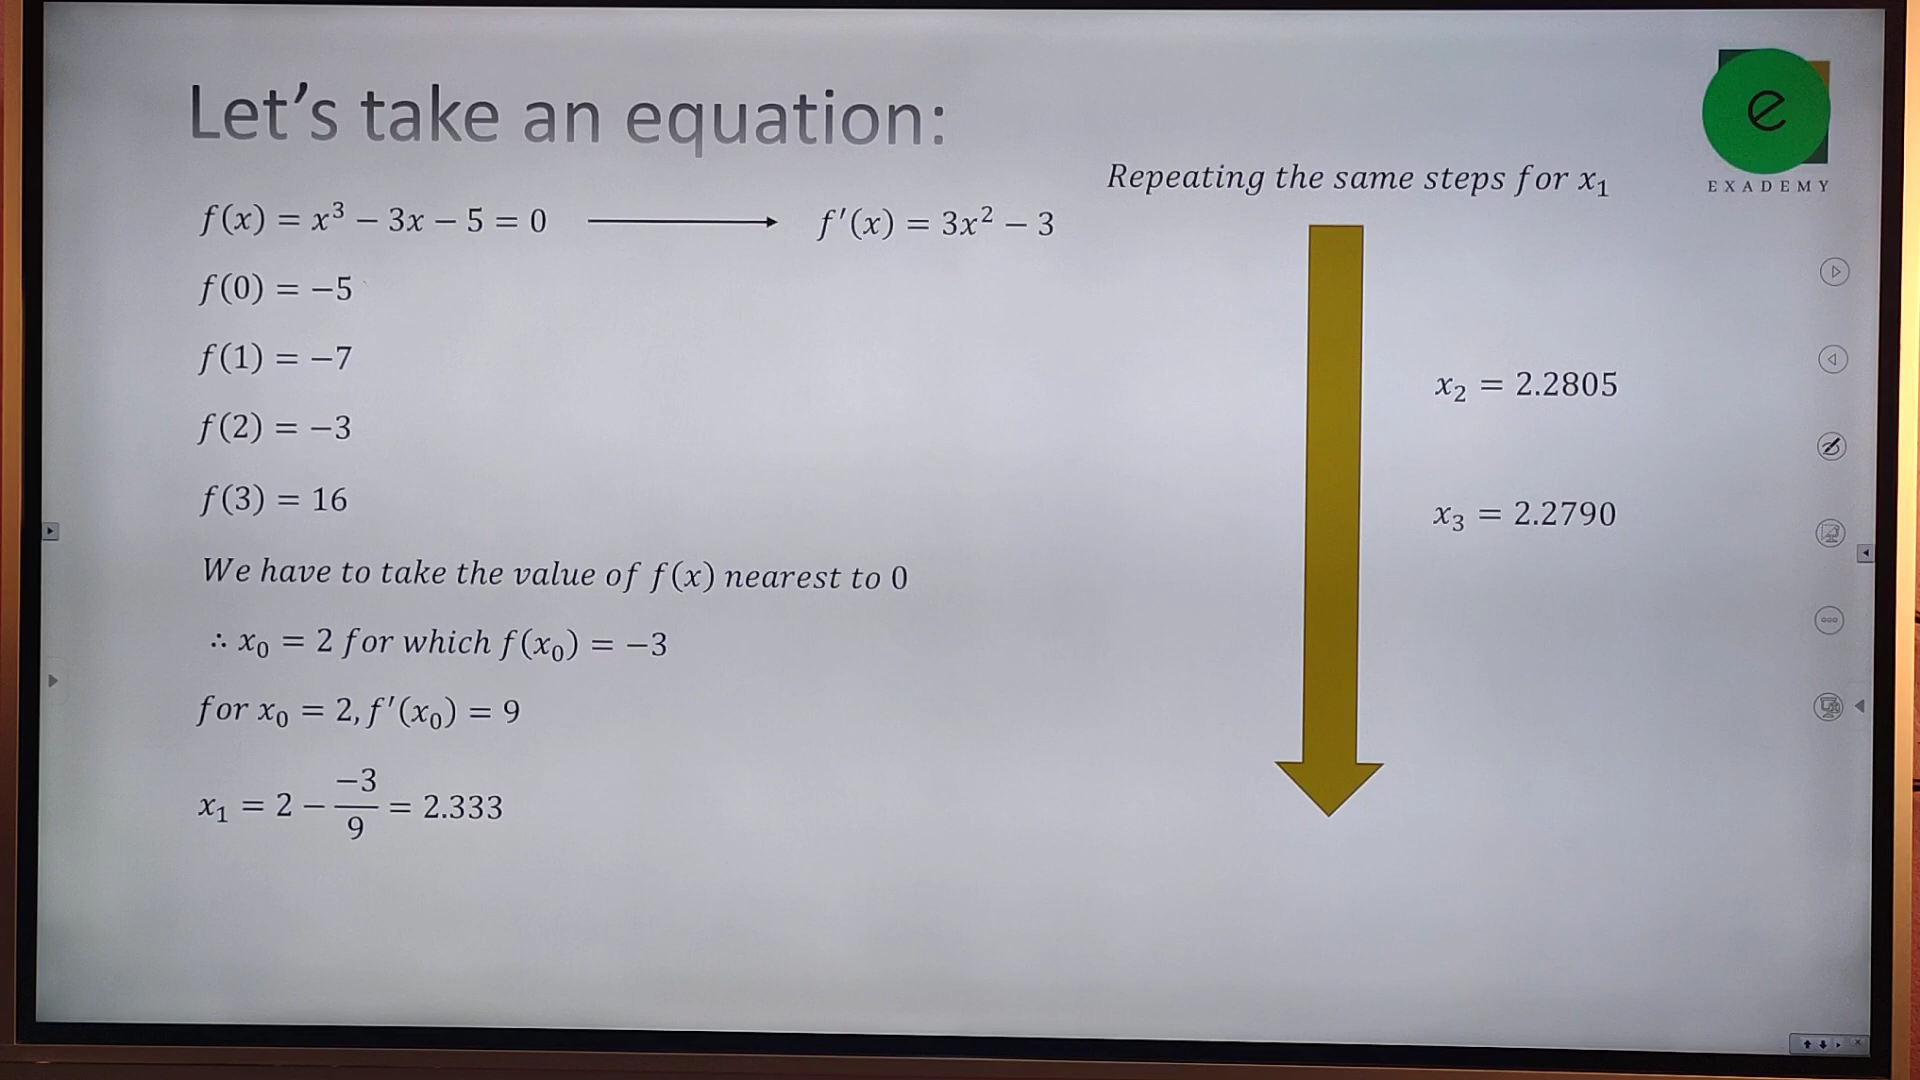 Let's take an equation:
f(x) = x³ − 3x − 5 = 0 ⟶ f′(x) = 3x² − 3
f(0) = −5
f(1) = −7
f(2) = −3
f(3) = 16
We have to take the value of f(x) nearest to 0
∴ x₀ = 2 for which f(x₀) = −3
for x₀ = 2, f′(x₀) = 9
x₁ = 2 − −3/9 = 2.333
Repeating the same steps for x₁
x₂ = 2.2805
x₃ = 2.2790
e
EXADEMY